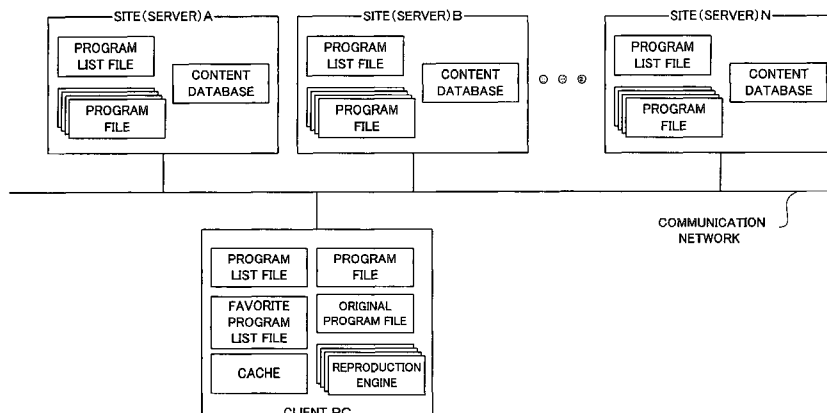 SITE(SERVER)A
PROGRAM
LIST FILE
CONTENT
DATABASE
PROGRAM
FILE
SITE(SERVER)B
PROGRAM
LIST FILE
CONTENT
DATABASE
PROGRAM
FILE
SITE(SERVER)N
PROGRAM
LIST FILE
CONTENT
DATABASE
PROGRAM
FILE
COMMUNICATION
NETWORK
PROGRAM
LIST FILE
PROGRAM
FILE
FAVORITE
PROGRAM
LIST FILE
ORIGINAL
PROGRAM FILE
CACHE
REPRODUCTION
ENGINE
CLIENT PC